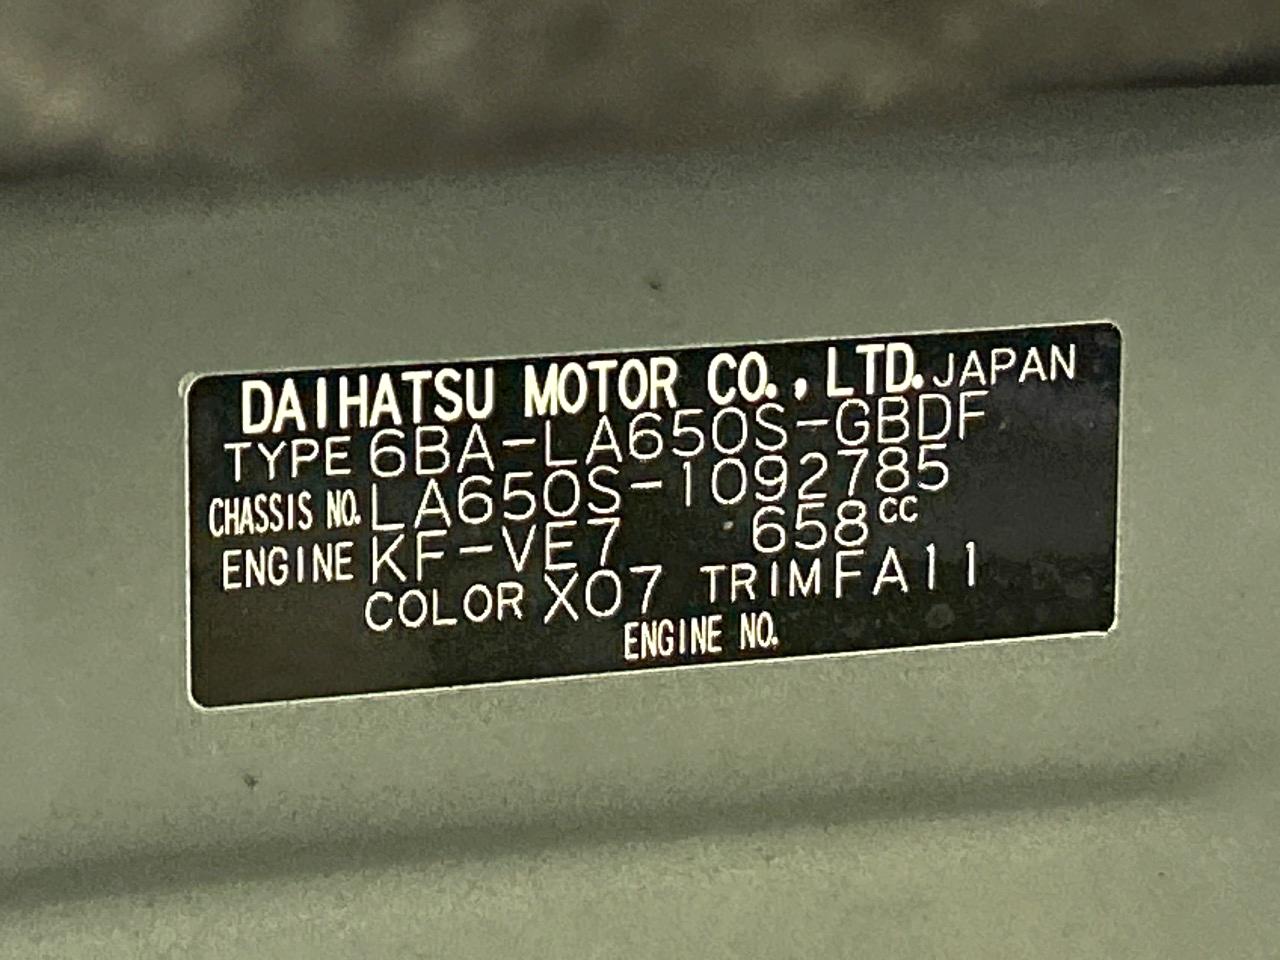 DAIHATSU MOTOR CO., LTD. JAPAN
TYPE 6BA-LA650S-GBDF
CHASSIS NO. LA650S-1092785
ENGINE KF-VE7 658cc
COLOR X07 TRIM FA11
ENGINE NO.